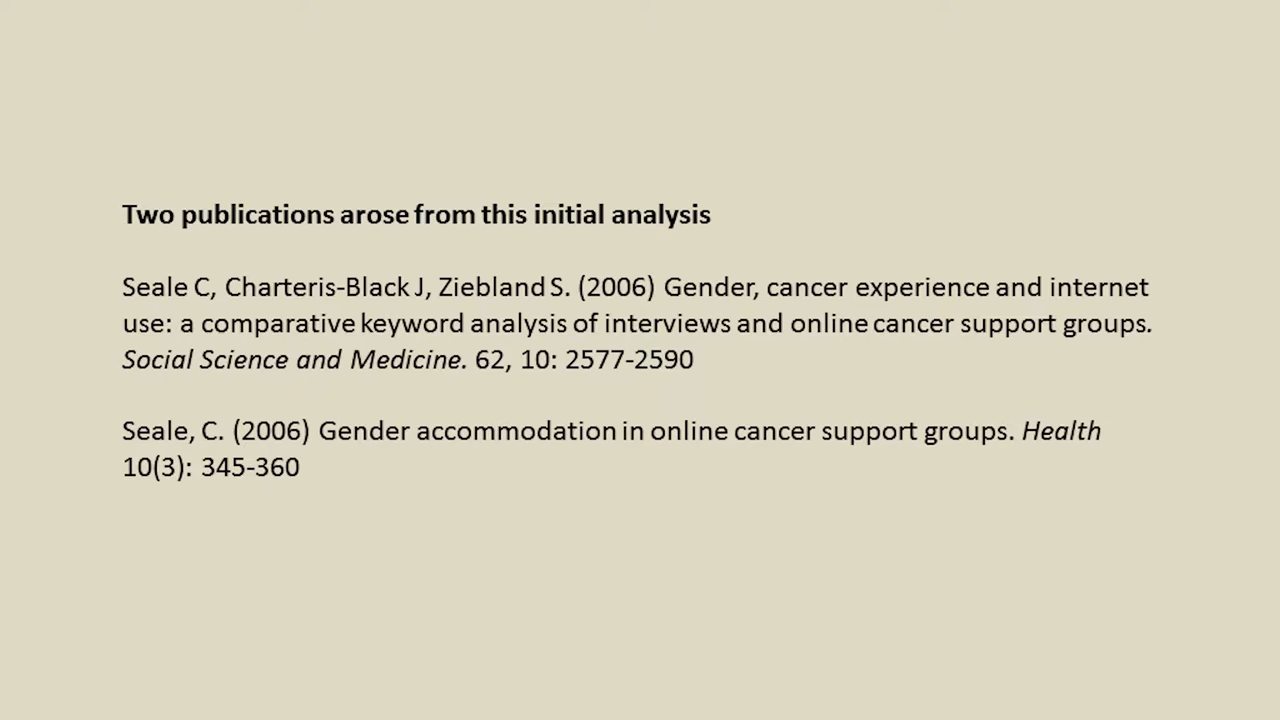 Two publications arose from this initial analysis
Seale C, Charteris-Black J, Ziebland S. (2006) Gender, cancer experience and internet
use: a comparative keyword analysis of interviews and online cancer support groups.
Social Science and Medicine. 62, 10: 2577-2590
Seale, C. (2006) Gender accommodation in online cancer support groups. Health
10(3): 345-360